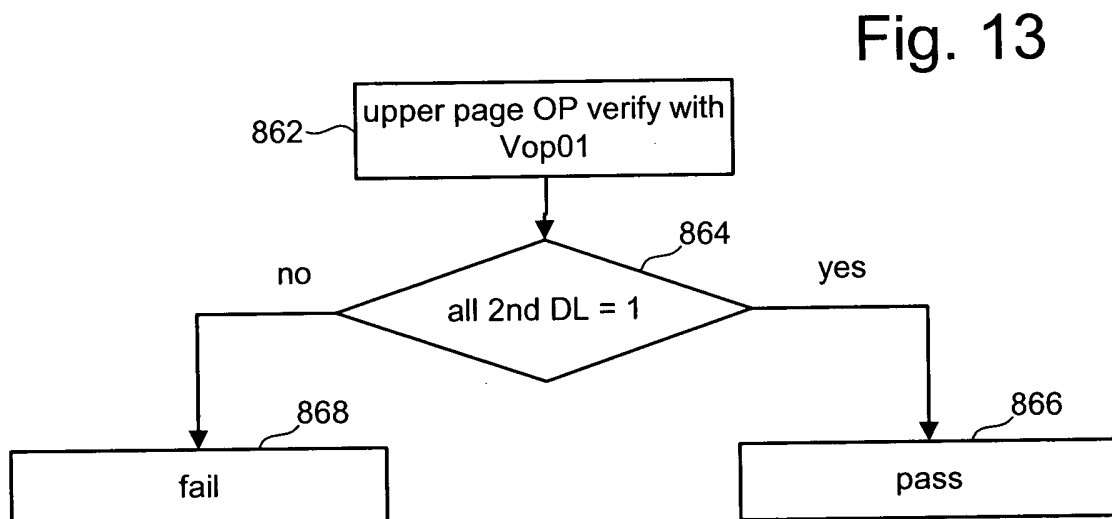 Fig. 13
862
upper page OP verify with
Vop01
864
no
yes
all 2nd DL = 1
868
866
fail
pass